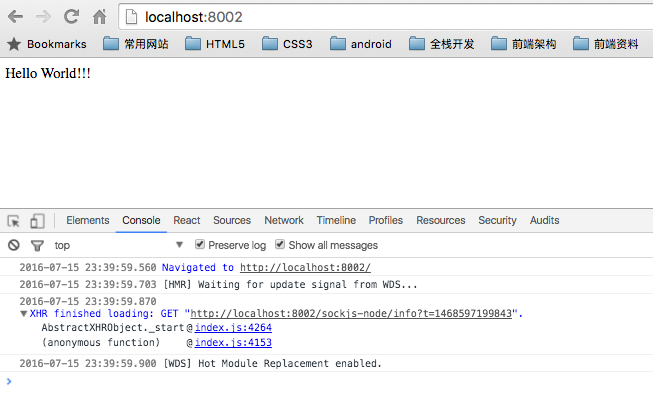 localhost:8002
Bookmarks 常用网站 HTML5 CSS3 android 全栈开发 前端架构 前端资料
Hello World!!!
Elements Console React Sources Network Timeline Profiles Resources Security Audits
top Preserve log Show all messages
2016-07-15 23:39:59.560 Navigated to http://localhost:8002/
2016-07-15 23:39:59.703 [HMR] Waiting for update signal from WDS...
2016-07-15 23:39:59.870
XHR finished loading: GET "http://localhost:8002/sockjs-node/info?t=1468597199843".
AbstractXHRObject._start @ index.js:4264
(anonymous function) @ index.js:4153
2016-07-15 23:39:59.900 [WDS] Hot Module Replacement enabled.